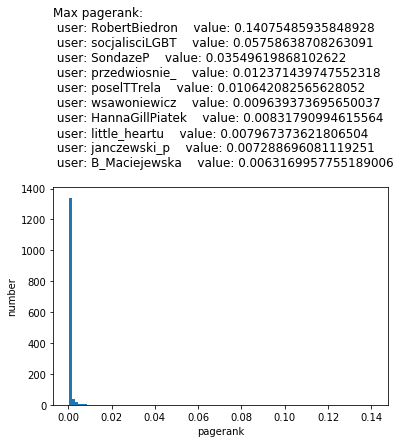 Max pagerank:
user: RobertBiedron value: 0.14075485935848928
user: socjalisciLGBT value: 0.05758638708263091
user: SondazeP value: 0.03549619868102622
user: przedwiosnie_ value: 0.012371439747552318
user: poselTTrela value: 0.010642082565628052
user: wsawoniewicz value: 0.009639373695650037
user: HannaGillPiatek value: 0.00831790994615564
user: little_heartu value: 0.007967373621806504
user: janczewski_p value: 0.007288696081119251
user: B_Maciejewska value: 0.0063169957755189006
1400
1200
1000
800
600
400
200
0
number
0.00 0.02 0.04 0.06 0.08 0.10 0.12 0.14
pagerank